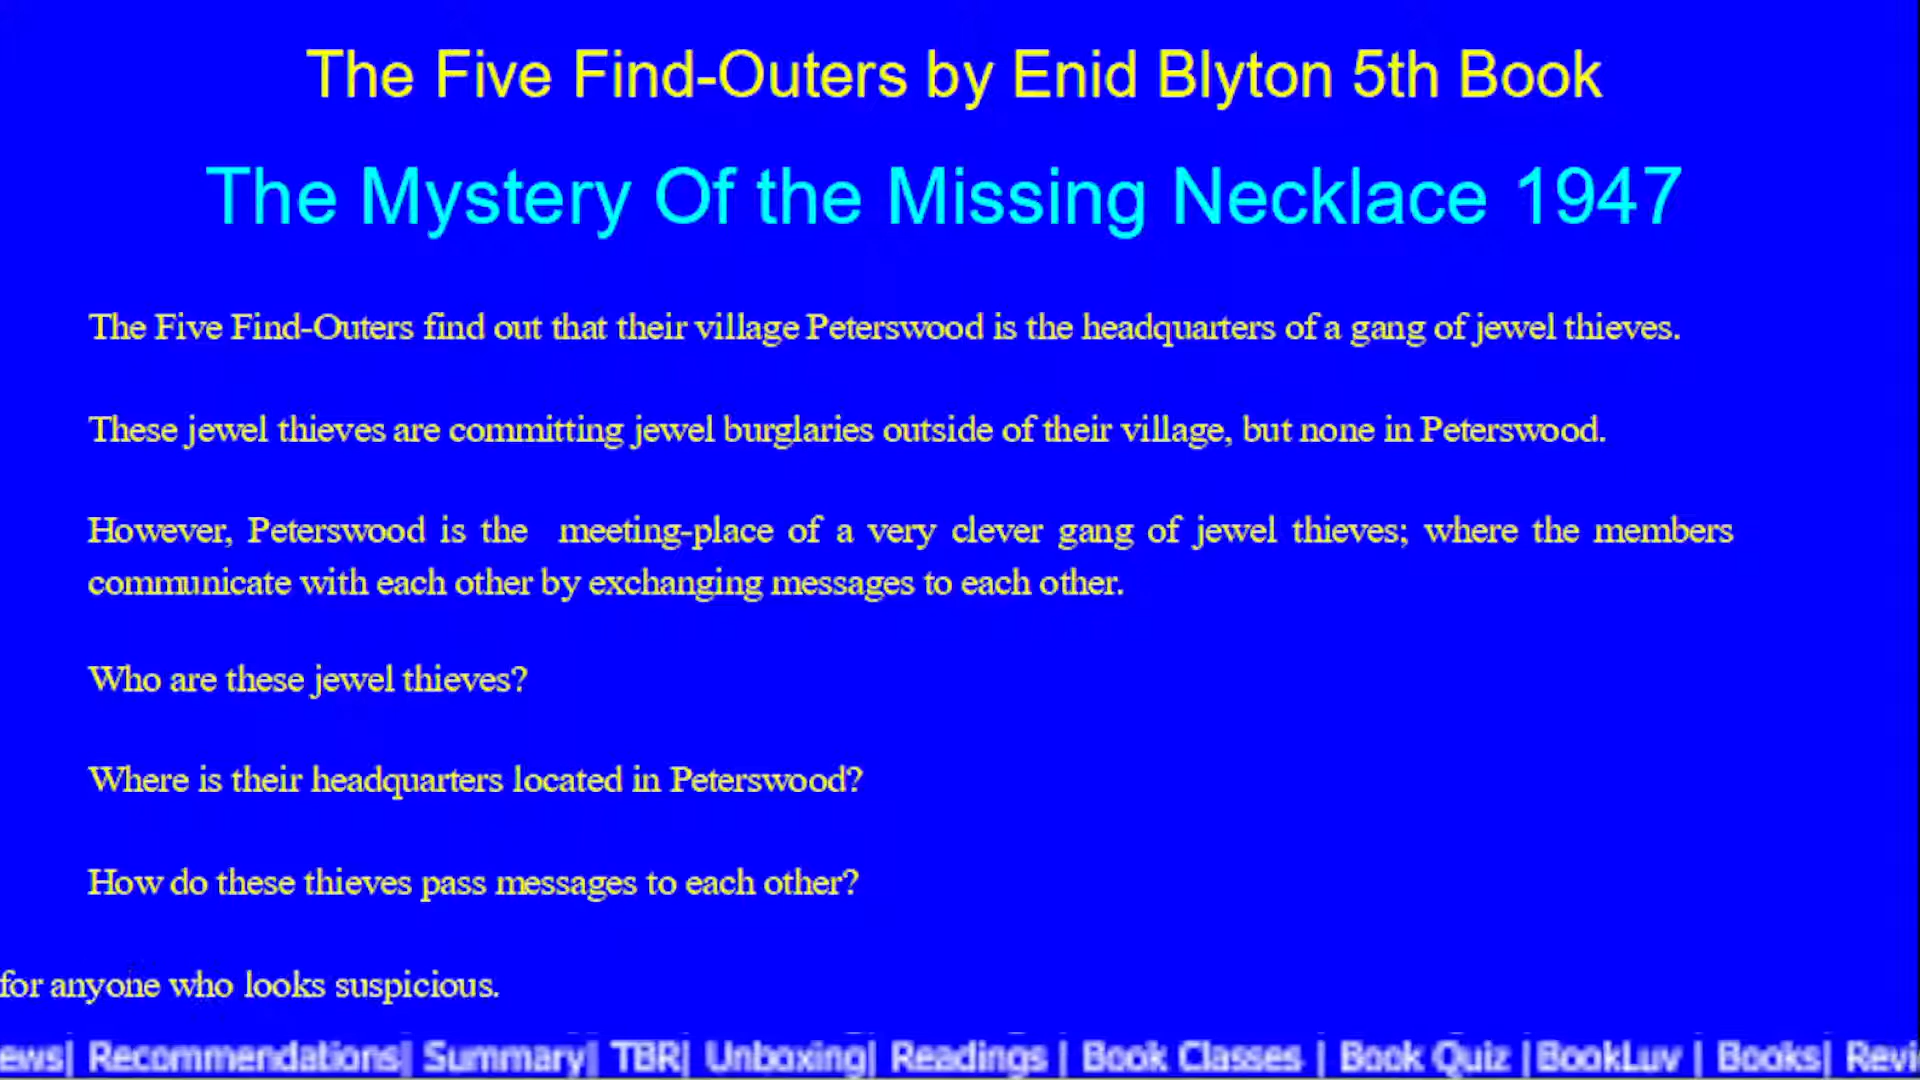 The Five Find-Outers by Enid Blyton 5th Book
The Mystery Of the Missing Necklace 1947
The Five Find-Outers find out that their village Peterswood is the headquarters of a gang of jewel thieves.
These jewel thieves are committing jewel burglaries outside of their village, but none in Peterswood.
However, Peterswood is the meeting-place of a very clever gang of jewel thieves; where the members
communicate with each other by exchanging messages to each other.
Who are these jewel thieves?
Where is their headquarters located in Peterswood?
How do these thieves pass messages to each other?
for anyone who looks suspicious.
ews| Recommendations| Summary| TBR| Unboxing| Readings | Book Classes | Book Quiz |BookLuv | Books| Revi